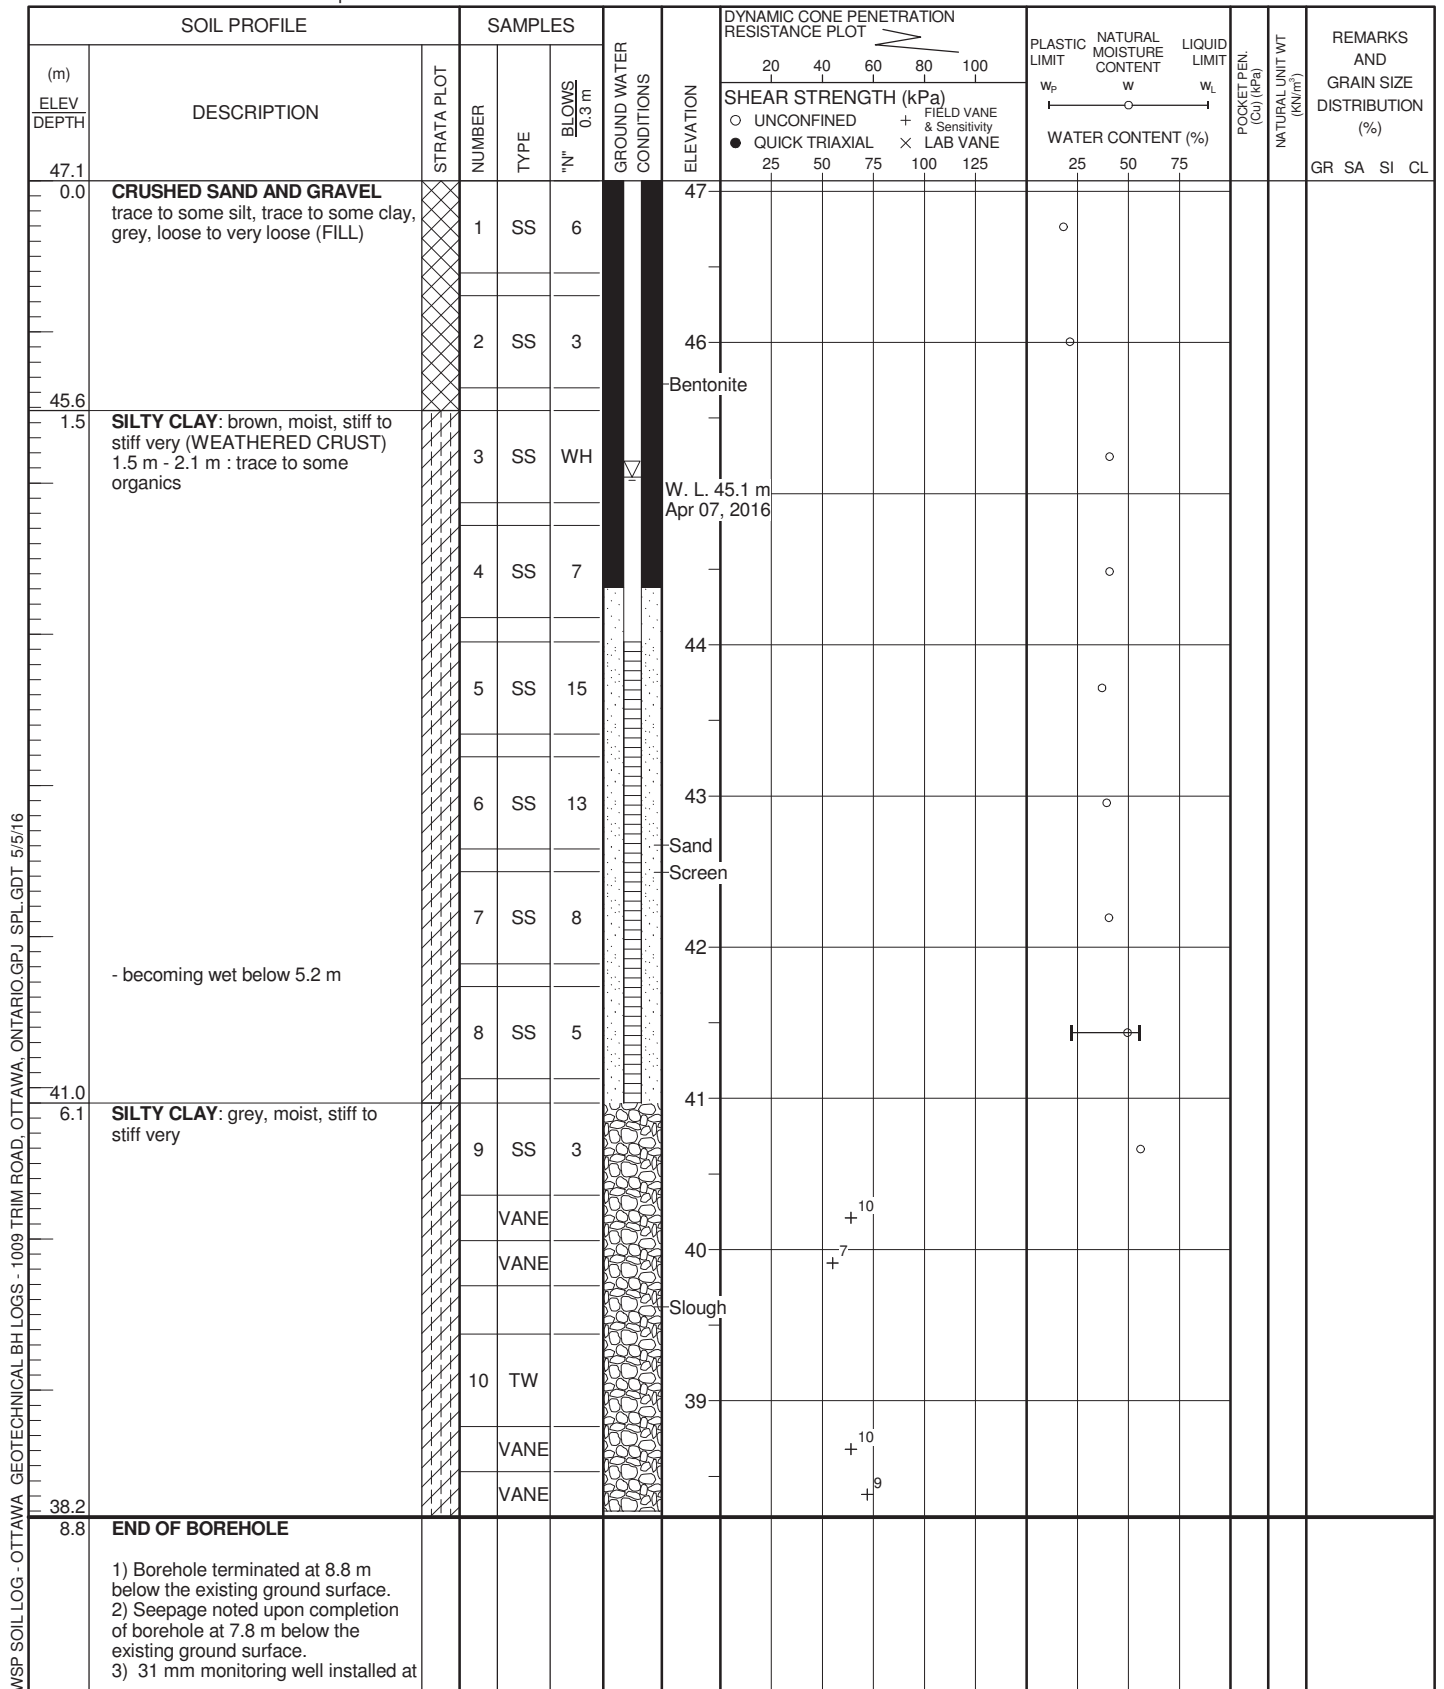 SOIL PROFILE
SAMPLES
(m)
ELEV
DEPTH
DESCRIPTION
STRATA PLOT
NUMBER
TYPE
"N" BLOWS
0.3 m
GROUND WATER
CONDITIONS
ELEVATION
DYNAMIC CONE PENETRATION
RESISTANCE PLOT
20 40 60 80 100
SHEAR STRENGTH (kPa)
○ UNCONFINED
+ FIELD VANE
& Sensitivity
● QUICK TRIAXIAL
× LAB VANE
25 50 75 100 125
PLASTIC
LIMIT
NATURAL
MOISTURE
CONTENT
LIQUID
LIMIT
WP W WL
WATER CONTENT (%)
25 50 75
POCKET PEN.
(Cu) (kPa)
NATURAL UNIT WT
(KN/m³)
REMARKS
AND
GRAIN SIZE
DISTRIBUTION
(%)
GR SA SI CL
47.1
0.0
CRUSHED SAND AND GRAVEL
trace to some silt, trace to some clay,
grey, loose to very loose (FILL)
1 SS 6
47
2 SS 3
46
Bentonite
45.6
1.5
SILTY CLAY: brown, moist, stiff to
stiff very (WEATHERED CRUST)
1.5 m - 2.1 m : trace to some
organics
3 SS WH
W. L. 45.1 m
Apr 07, 2016
4 SS 7
44
5 SS 15
43
6 SS 13
Sand
Screen
7 SS 8
42
- becoming wet below 5.2 m
8 SS 5
41.0
6.1
41
SILTY CLAY: grey, moist, stiff to
stiff very
9 SS 3
VANE
10
40
VANE
7
Slough
10 TW
39
VANE
10
VANE
9
38.2
8.8
END OF BOREHOLE
1) Borehole terminated at 8.8 m
below the existing ground surface.
2) Seepage noted upon completion
of borehole at 7.8 m below the
existing ground surface.
3) 31 mm monitoring well installed at
WSP SOIL LOG - OTTAWA GEOTECHNICAL BH LOGS - 1009 TRIM ROAD, OTTAWA, ONTARIO.GPJ SPL.GDT 5/5/16